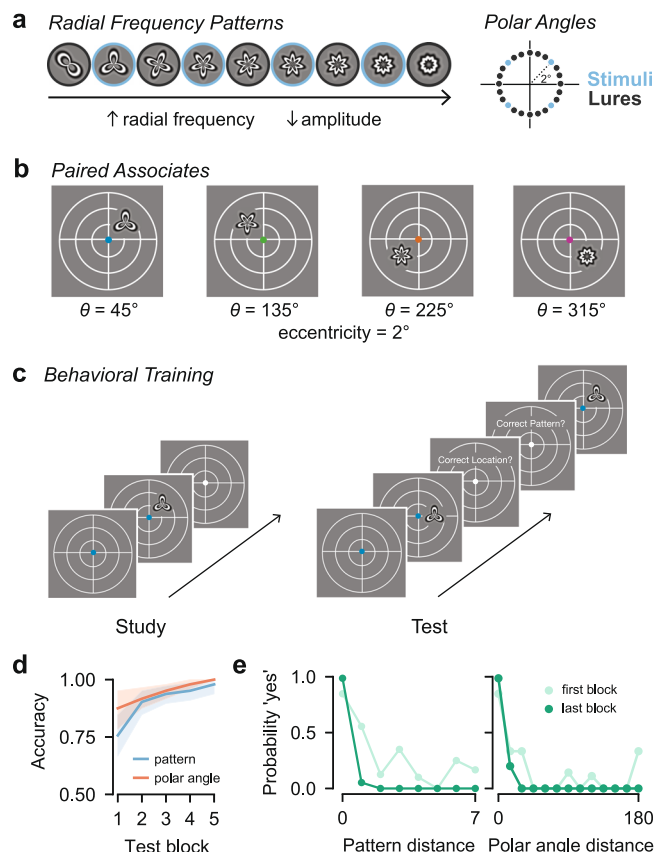 a Radial Frequency Patterns
Polar Angles
2°
Stimuli
Lures
↑ radial frequency ↓ amplitude
b Paired Associates
θ = 45° θ = 135° θ = 225° θ = 315°
eccentricity = 2°
c Behavioral Training
Correct Pattern?
Correct Location?
Study Test
d
Accuracy
1.00
0.75
0.50
pattern
polar angle
1 2 3 4 5
Test block
e
Probability 'yes'
1.0
0.5
0.0
first block
last block
0 7
Pattern distance
0 180
Polar angle distance